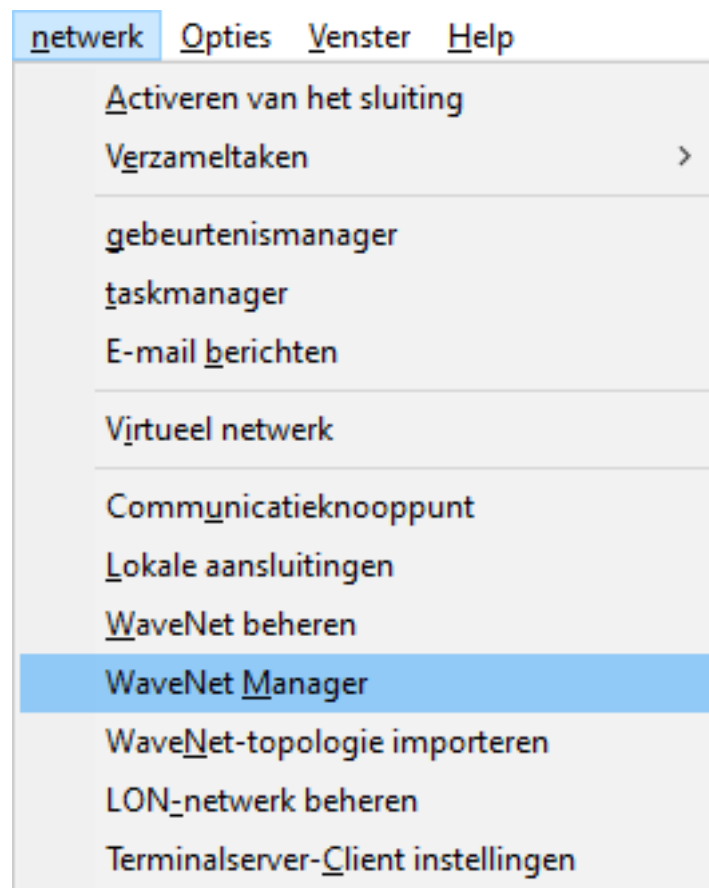 netwerk Opties Venster Help
Activeren van het sluiting
Verzameltaken
gebeurtenismanager
taskmanager
E-mail berichten
Virtueel netwerk
Communicatieknooppunt
Lokale aansluitingen
WaveNet beheren
WaveNet Manager
WaveNet-topologie importeren
LON-netwerk beheren
Terminalserver-Client instellingen